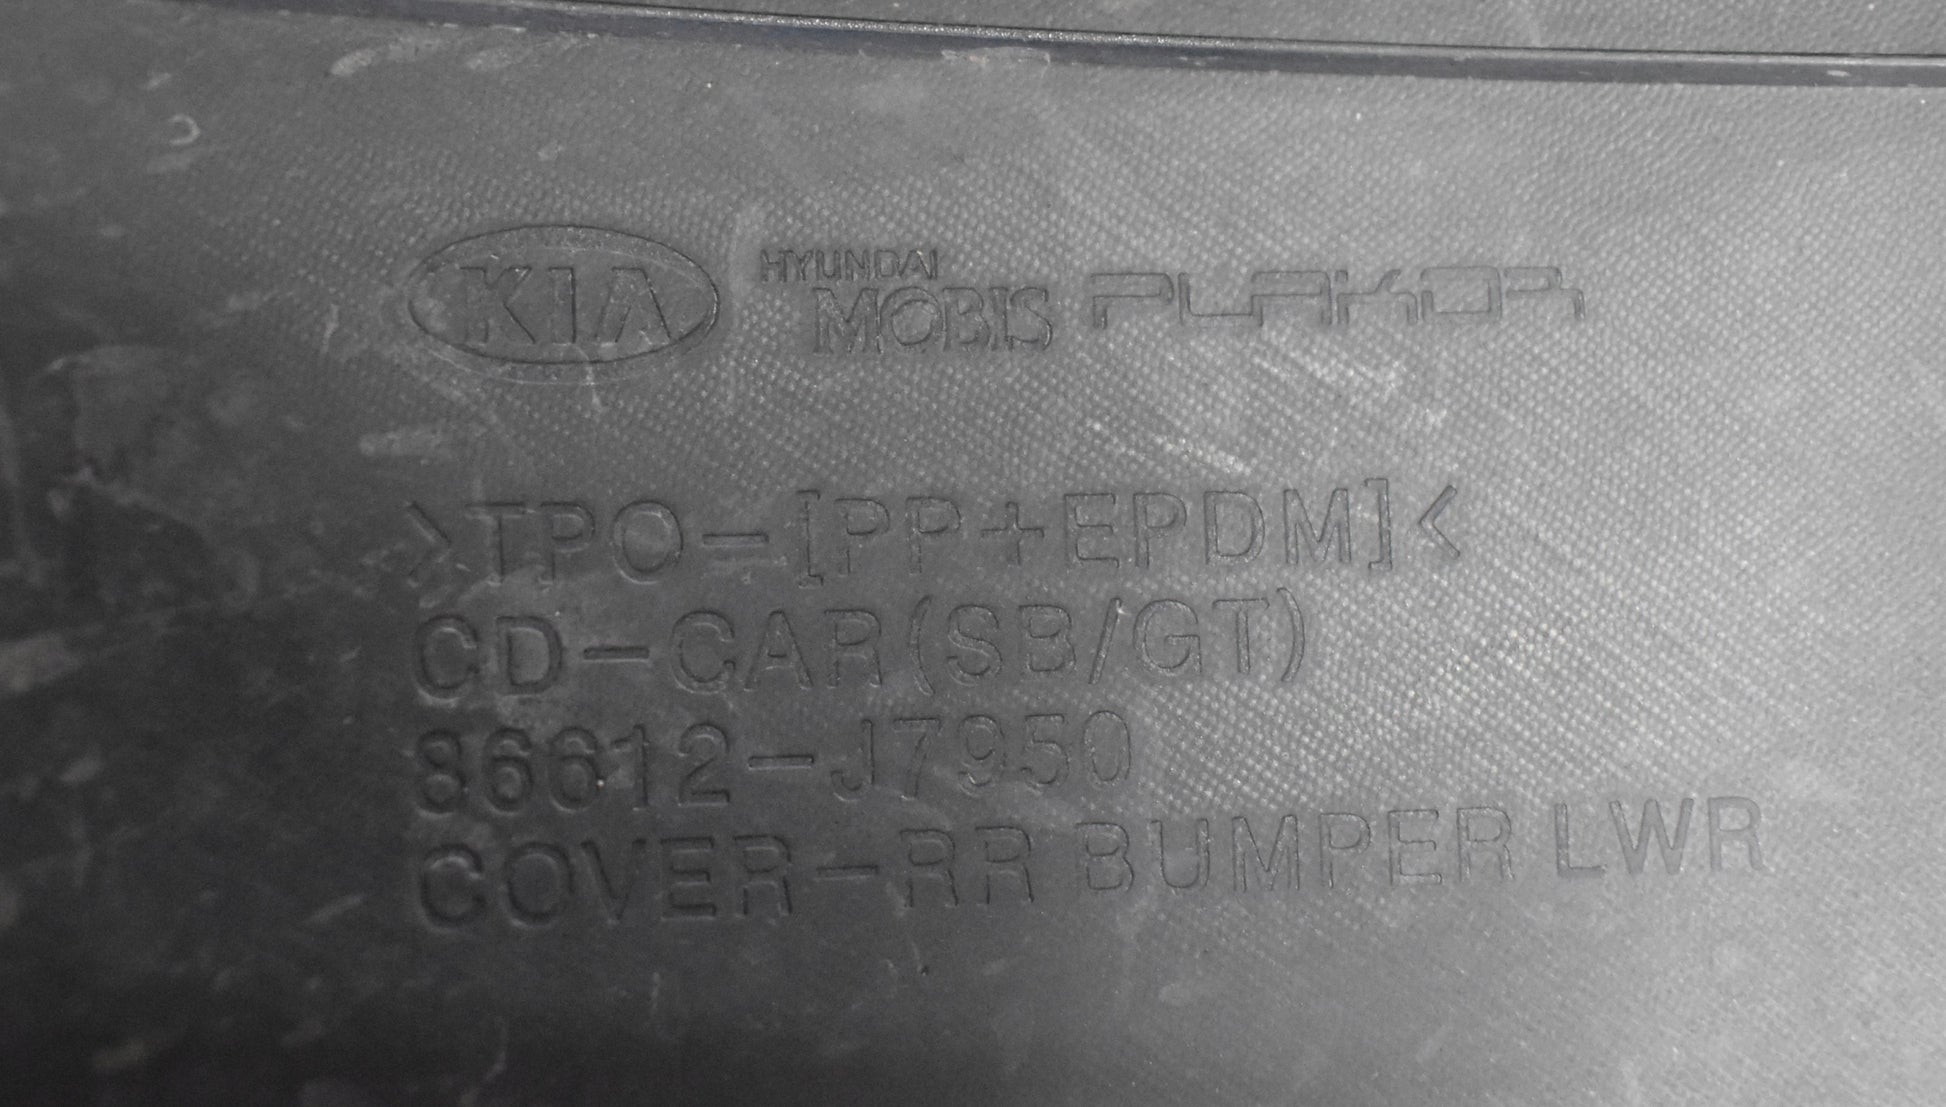 KIA HYUNDAI MOBIS PLAKOR
>TPO-[PP+EPDM]<
CD-CAR(SB/GT)
86612-J7950
COVER-RR BUMPER LWR